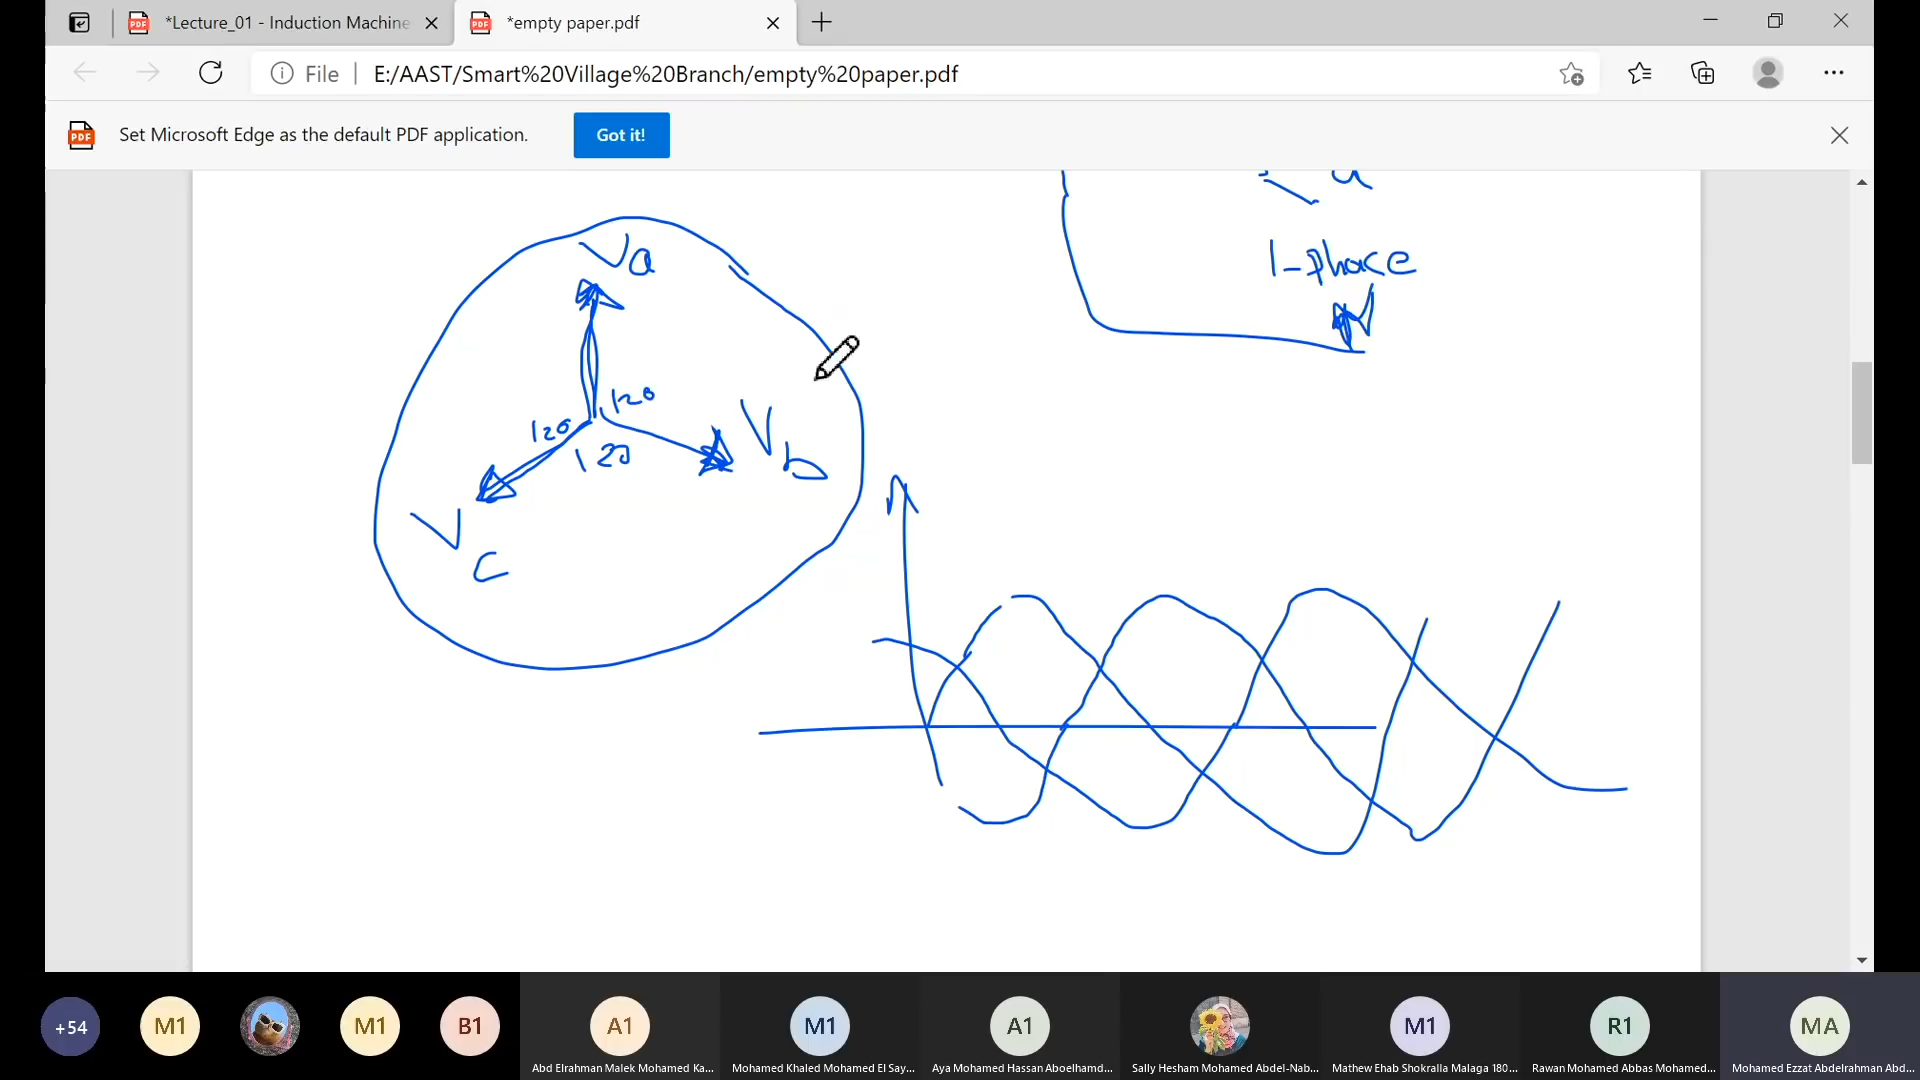 *Lecture_01 - Induction Machine
*empty paper.pdf
File
E:/AAST/Smart%20Village%20Branch/empty%20paper.pdf
PDF
Set Microsoft Edge as the default PDF application.
Got it!
Va
1-phace
120
120
120
Vb
Vc
+54
M1
M1
B1
A1
M1
A1
M1
R1
MA
Abd Elrahman Malek Mohamed Ka...
Mohamed Khaled Mohamed El Say...
Aya Mohamed Hassan Aboelhamd...
Sally Hesham Mohamed Abdel-Nab...
Mathew Ehab Shokralla Malaga 180...
Rawan Mohamed Abbas Mohamed...
Mohamed Ezzat Abdelrahman Abd...